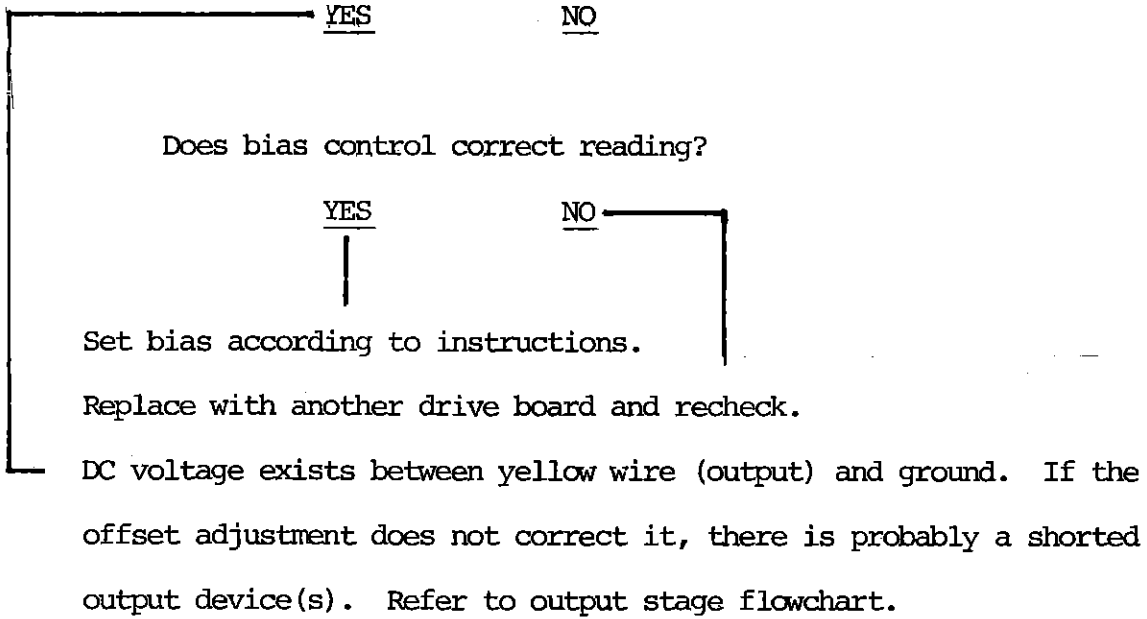 YES NO
Does bias control correct reading?
YES NO
Set bias according to instructions.
Replace with another drive board and recheck.
DC voltage exists between yellow wire (output) and ground. If the
offset adjustment does not correct it, there is probably a shorted
output device(s). Refer to output stage flowchart.